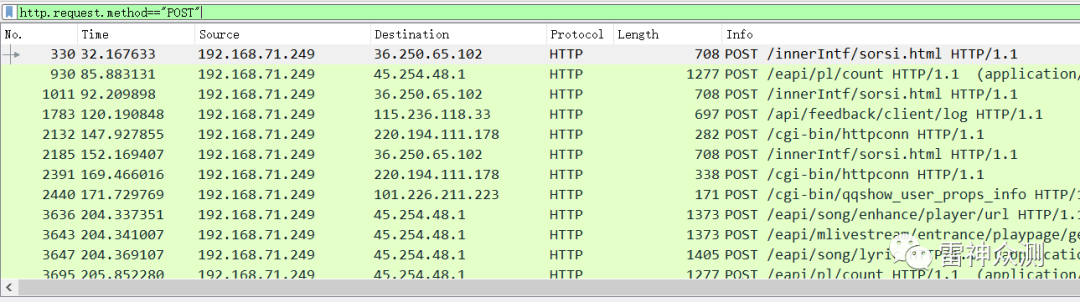 http.request.method=="POST"
No. Time Source Destination Protocol Length Info
330 32.167633 192.168.71.249 36.250.65.102 HTTP 708 POST /innerIntf/sorsi.html HTTP/1.1
930 85.883131 192.168.71.249 45.254.48.1 HTTP 1277 POST /eapi/pl/count HTTP/1.1 (application/
1011 92.209898 192.168.71.249 36.250.65.102 HTTP 708 POST /innerIntf/sorsi.html HTTP/1.1
1783 120.190848 192.168.71.249 115.236.118.33 HTTP 697 POST /api/feedback/client/log HTTP/1.1
2132 147.927855 192.168.71.249 220.194.111.178 HTTP 282 POST /cgi-bin/httpconn HTTP/1.1
2185 152.169407 192.168.71.249 36.250.65.102 HTTP 708 POST /innerIntf/sorsi.html HTTP/1.1
2391 169.466016 192.168.71.249 220.194.111.178 HTTP 338 POST /cgi-bin/httpconn HTTP/1.1
2440 171.729769 192.168.71.249 101.226.211.223 HTTP 171 POST /cgi-bin/qqshow_user_props_info HTTP/1
3636 204.337351 192.168.71.249 45.254.48.1 HTTP 1373 POST /eapi/song/enhance/player/url HTTP/1.
3643 204.341007 192.168.71.249 45.254.48.1 HTTP 1373 POST /eapi/mlivestream/entrance/playpage/ge
3647 204.369107 192.168.71.249 45.254.48.1 HTTP 1405 POST /eapi/song/lyri
3695 205.852280 192.168.71.249 45.254.48.1 HTTP 1277 POST /eapi/pl/count HTTP/1.1 (application/
雷神众测